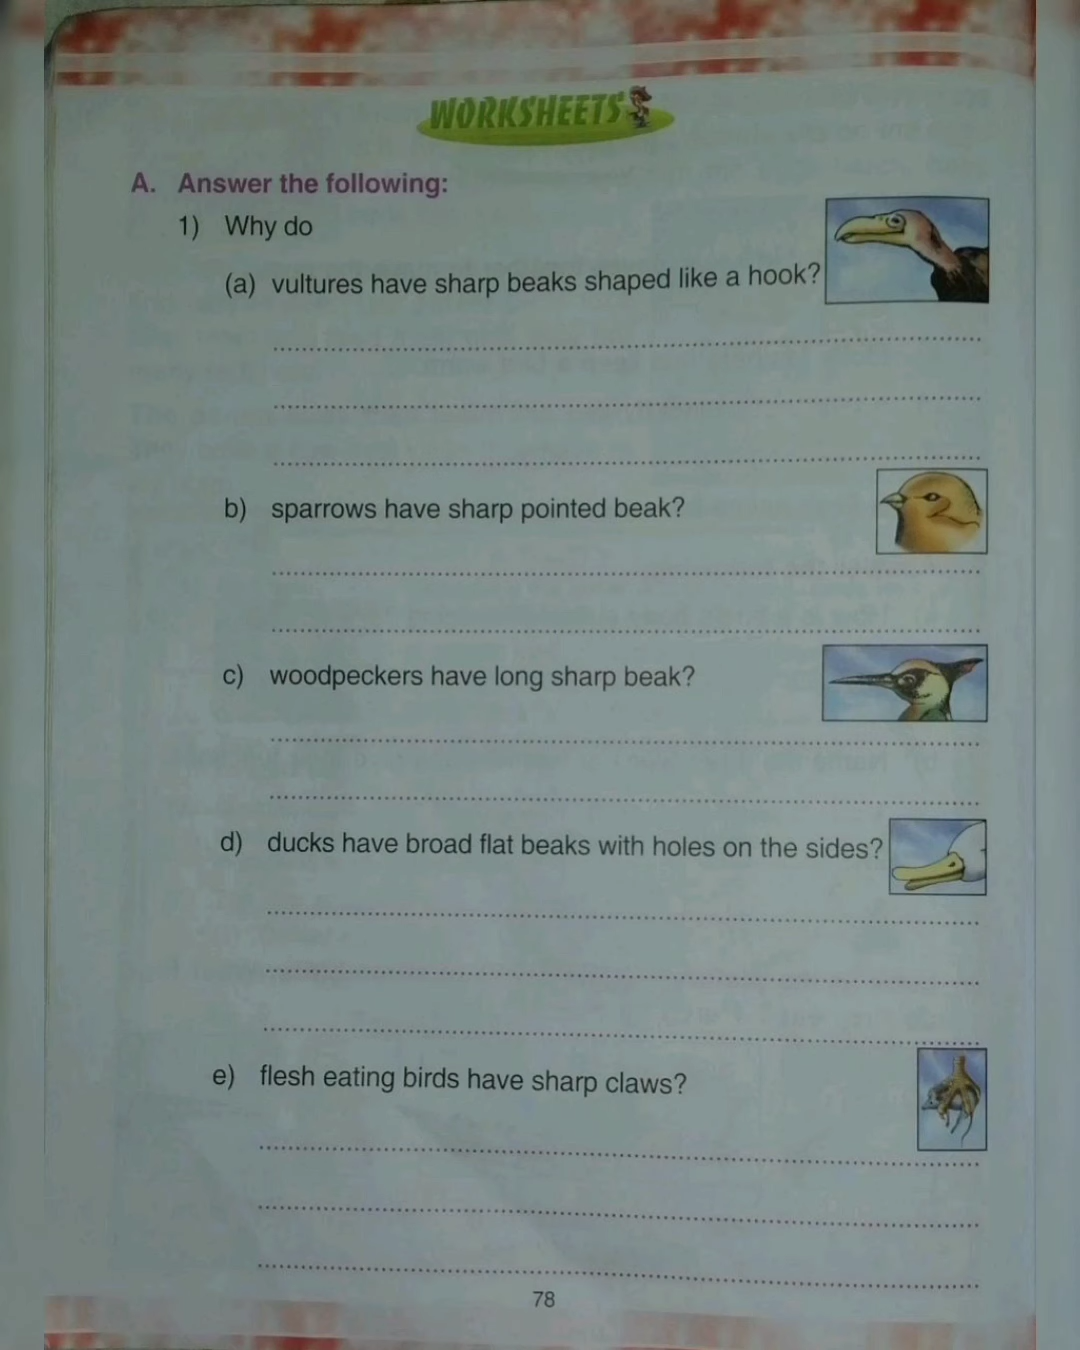 WORKSHEETS
A. Answer the following:
1) Why do
(a) vultures have sharp beaks shaped like a hook?
b) sparrows have sharp pointed beak?
c) woodpeckers have long sharp beak?
d) ducks have broad flat beaks with holes on the sides?
e) flesh eating birds have sharp claws?
78